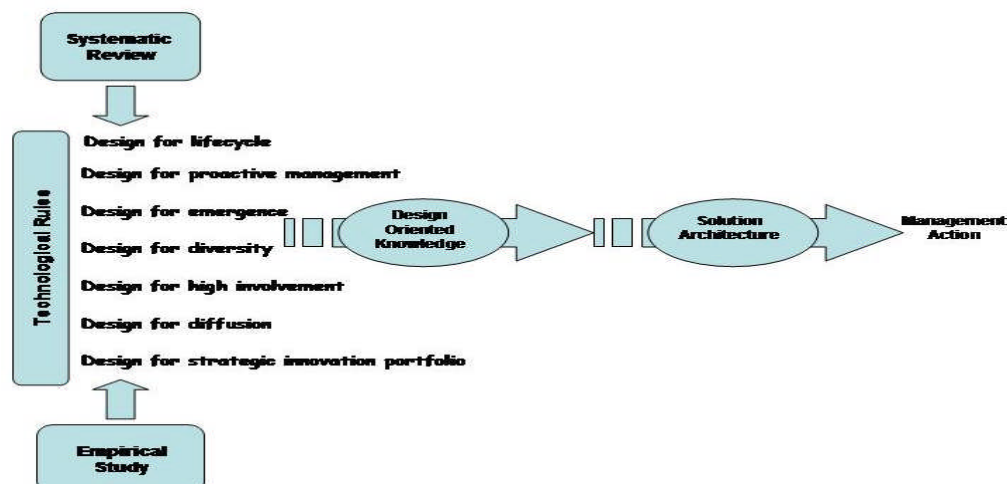 Systematic
Review
Technological Rules
Design for lifecycle
Design for proactive management
Design for emergence
Design for diversity
Design for high involvement
Design for diffusion
Design for strategic innovation portfolio
Design
Oriented
Knowledge
Solution
Architecture
Management
Action
Empirical
Study